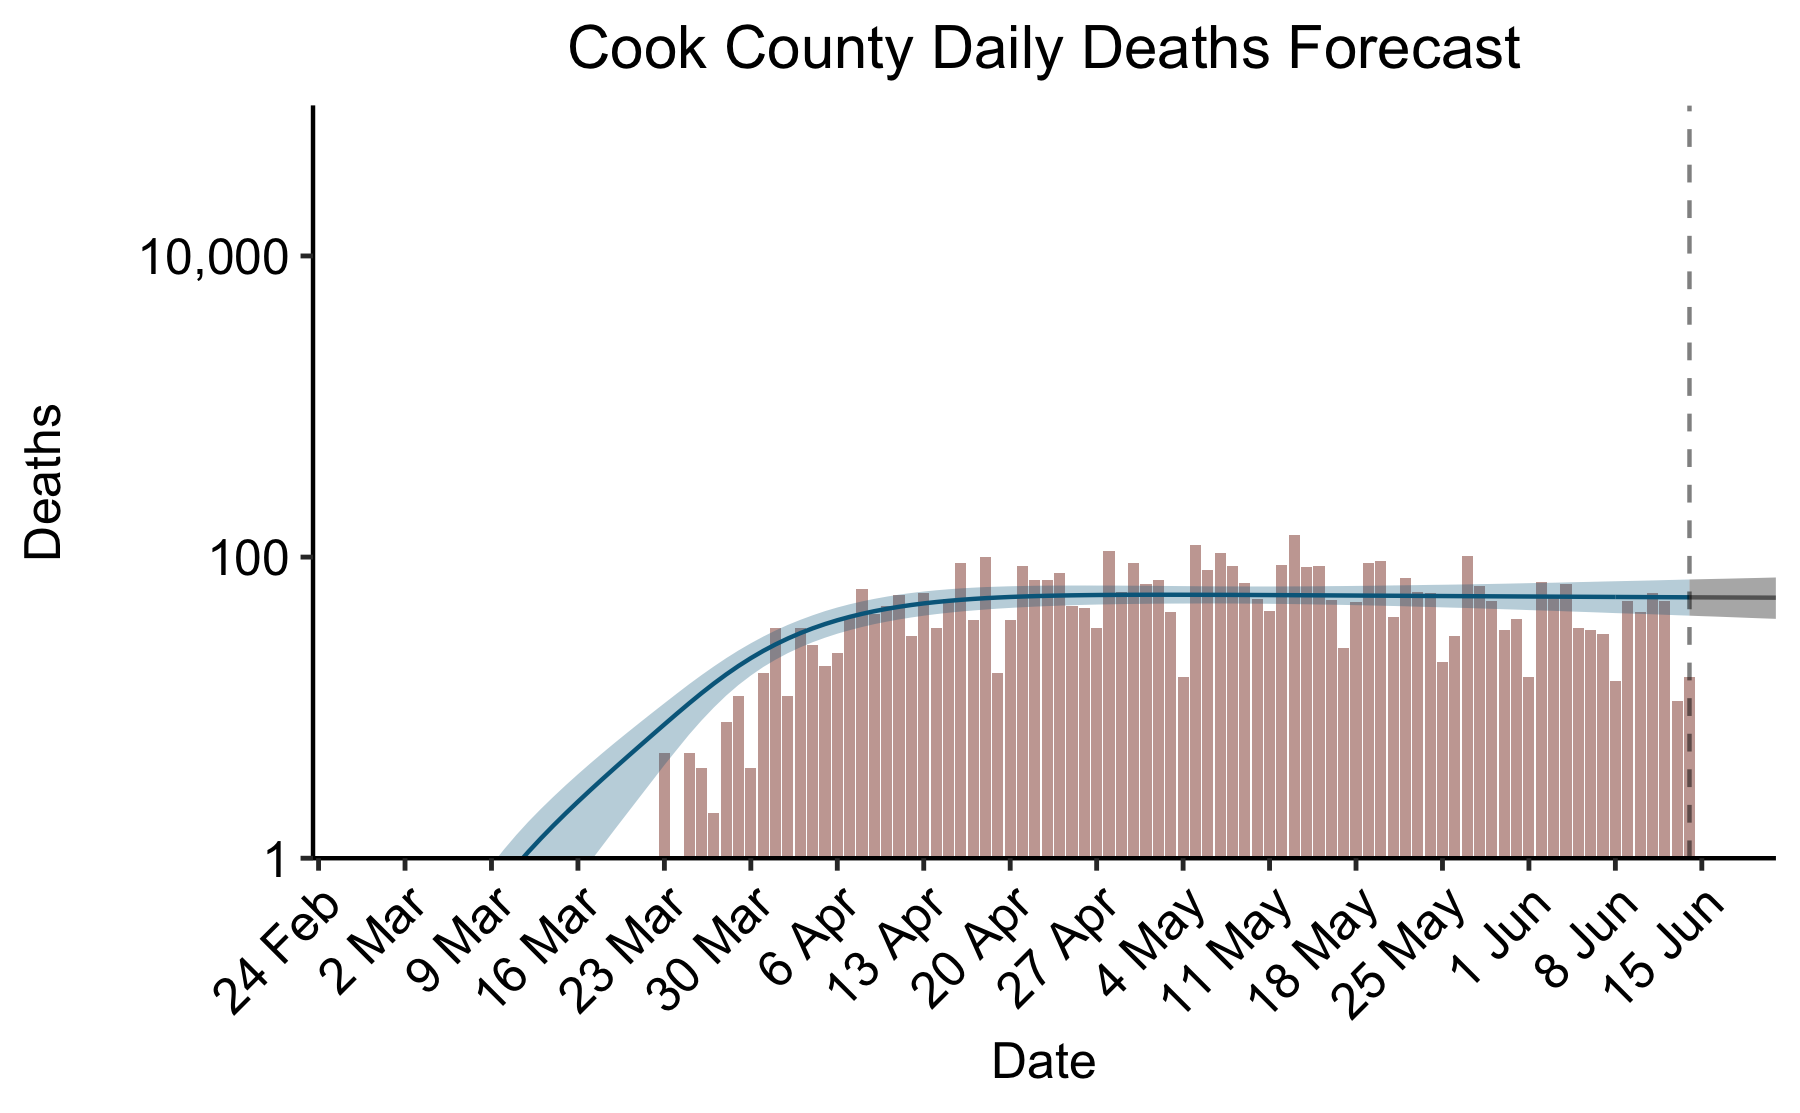 Cook County Daily Deaths Forecast
Deaths
10,000
100
1
24 Feb
2 Mar
9 Mar
16 Mar
23 Mar
30 Mar
6 Apr
13 Apr
20 Apr
27 Apr
4 May
11 May
18 May
25 May
1 Jun
8 Jun
15 Jun
Date